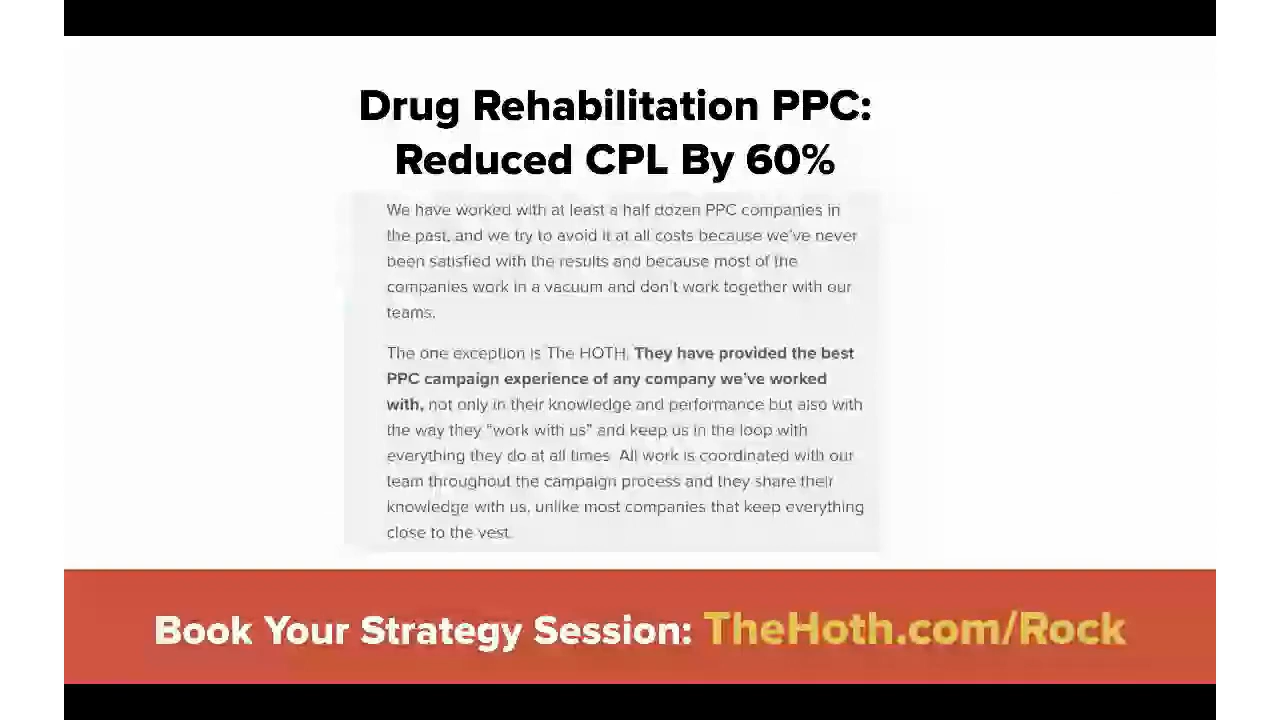 Drug Rehabilitation PPC:
Reduced CPL By 60%
We have worked with at least a half dozen PPC companies in
the past, and we try to avoid it at all costs because we've never
been satisfied with the results and because most of the
companies work in a vacuum and don't work together with our
teams.
The one exception is The HOTH. They have provided the best
PPC campaign experience of any company we've worked
with, not only in their knowledge and performance but also with
the way they "work with us" and keep us in the loop with
everything they do at all times. All work is coordinated with our
team throughout the campaign process and they share their
knowledge with us, unlike most companies that keep everything
close to the vest.
Book Your Strategy Session: TheHoth.com/Rock